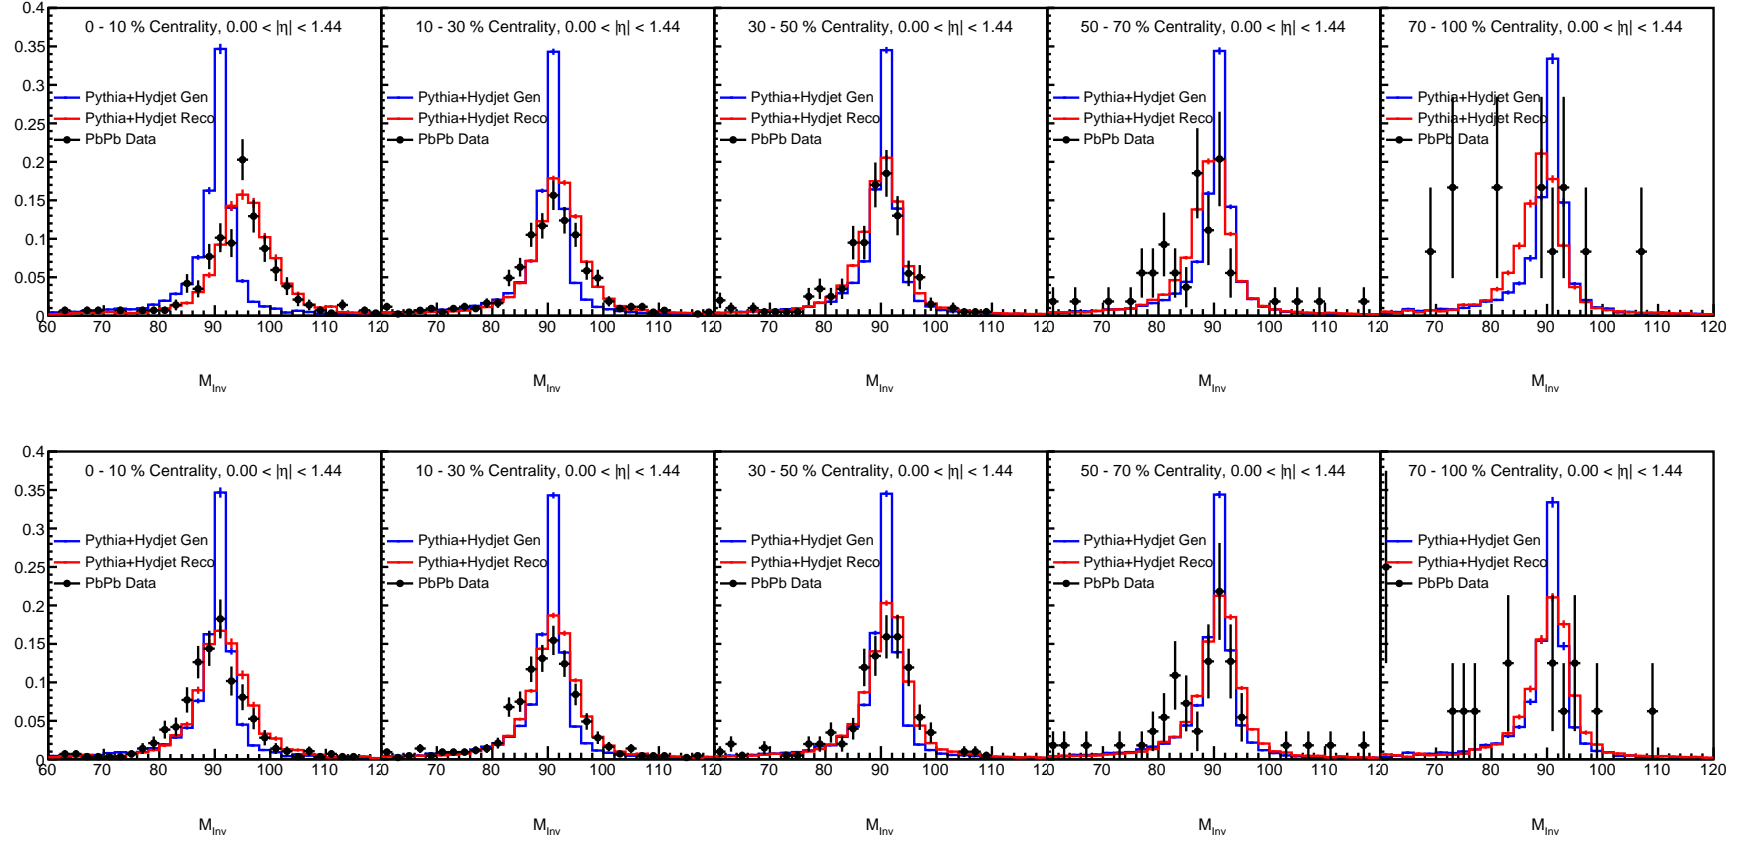 0 - 10 % Centrality, 0.00 < |η| < 1.44
10 - 30 % Centrality, 0.00 < |η| < 1.44
30 - 50 % Centrality, 0.00 < |η| < 1.44
50 - 70 % Centrality, 0.00 < |η| < 1.44
70 - 100 % Centrality, 0.00 < |η| < 1.44
Pythia+Hydjet Gen
Pythia+Hydjet Reco
PbPb Data
Pythia+Hydjet Gen
Pythia+Hydjet Reco
PbPb Data
Pythia+Hydjet Gen
Pythia+Hydjet Reco
PbPb Data
Pythia+Hydjet Gen
Pythia+Hydjet Reco
PbPb Data
Pythia+Hydjet Gen
Pythia+Hydjet Reco
PbPb Data
0.4
0.35
0.3
0.25
0.2
0.15
0.1
0.05
0
60 70 80 90 100 110 12
70 80 90 100 110 12
70 80 90 100 110 12
70 80 90 100 110 12
70 80 90 100 110 120
M_Inv
M_Inv
M_Inv
M_Inv
M_Inv
0 - 10 % Centrality, 0.00 < |η| < 1.44
10 - 30 % Centrality, 0.00 < |η| < 1.44
30 - 50 % Centrality, 0.00 < |η| < 1.44
50 - 70 % Centrality, 0.00 < |η| < 1.44
70 - 100 % Centrality, 0.00 < |η| < 1.44
Pythia+Hydjet Gen
Pythia+Hydjet Reco
PbPb Data
Pythia+Hydjet Gen
Pythia+Hydjet Reco
PbPb Data
Pythia+Hydjet Gen
Pythia+Hydjet Reco
PbPb Data
Pythia+Hydjet Gen
Pythia+Hydjet Reco
PbPb Data
Pythia+Hydjet Gen
Pythia+Hydjet Reco
PbPb Data
0.4
0.35
0.3
0.25
0.2
0.15
0.1
0.05
0
60 70 80 90 100 110 12
70 80 90 100 110 12
70 80 90 100 110 12
70 80 90 100 110 12
70 80 90 100 110 120
M_Inv
M_Inv
M_Inv
M_Inv
M_Inv